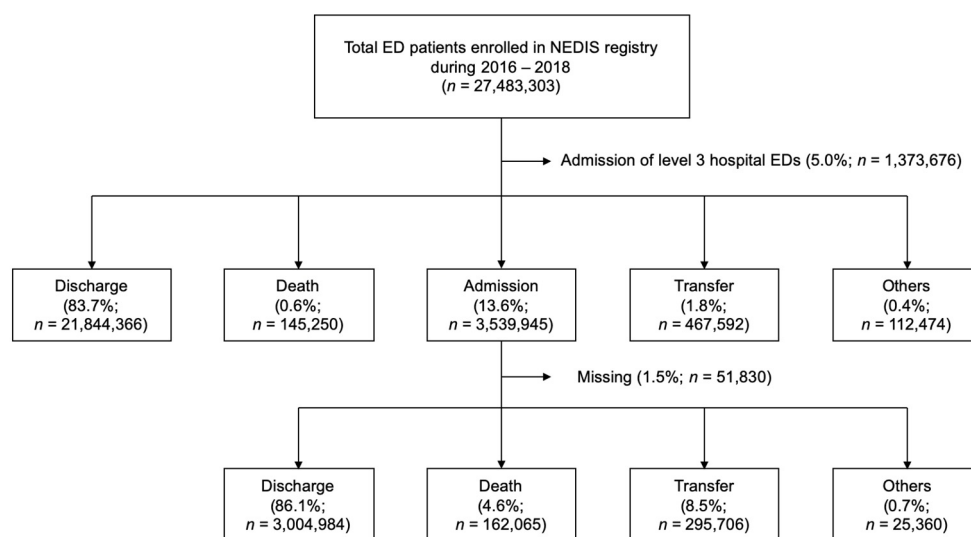 Total ED patients enrolled in NEDIS registry
during 2016 – 2018
(n = 27,483,303)
Admission of level 3 hospital EDs (5.0%; n = 1,373,676)
Discharge
(83.7%;
n = 21,844,366)
Death
(0.6%;
n = 145,250)
Admission
(13.6%;
n = 3,539,945)
Transfer
(1.8%;
n = 467,592)
Others
(0.4%;
n = 112,474)
Missing (1.5%; n = 51,830)
Discharge
(86.1%;
n = 3,004,984)
Death
(4.6%;
n = 162,065)
Transfer
(8.5%;
n = 295,706)
Others
(0.7%;
n = 25,360)